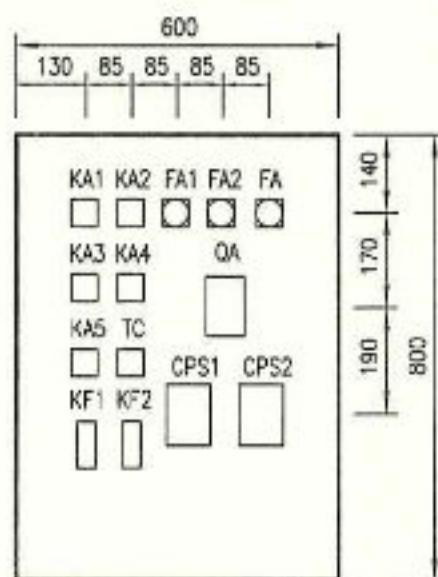 600
130 85 85 85 85
KA1 KA2 FA1 FA2 FA
140
KA3 KA4 QA
170
KA5 TC
190
800
CPS1 CPS2
KF1 KF2